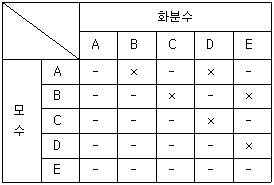 화분수
A B C D E
모수
A - × - × -
B - - × - ×
C - - - × -
D - - - - ×
E - - - - -